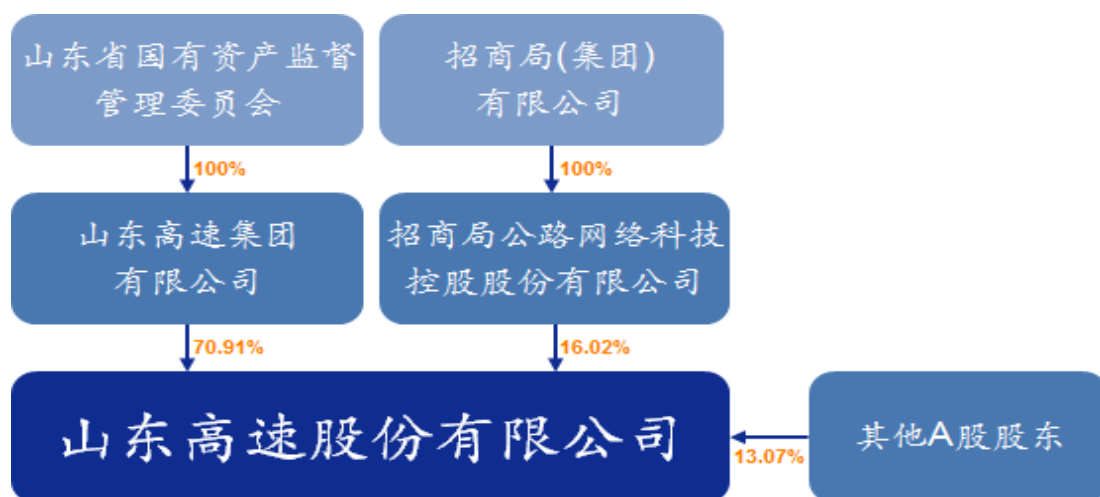 山东省国有资产监督
管理委员会
招商局(集团)
有限公司
100%
100%
山东高速集团
有限公司
招商局公路网络科技
控股股份有限公司
70.91%
16.02%
山东高速股份有限公司
13.07%
其他A股股东